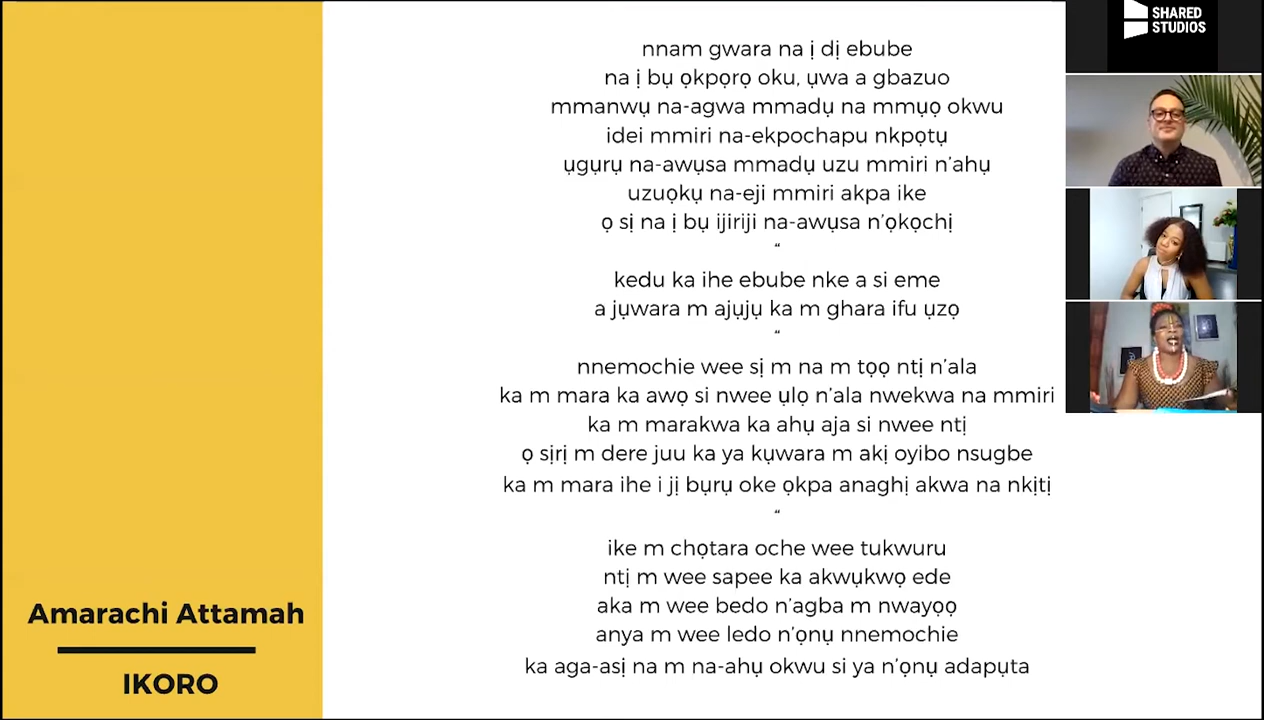 nnam gwara na ị dị ebube
na ị bụ ọkpọrọ oku, ụwa a gbazuo
mmanwụ na-agwa mmadụ na mmụọ okwu
idei mmiri na-ekpochapu nkpọtụ
ụgụrụ na-awụsa mmadụ uzu mmiri n'ahụ
uzuọkụ na-eji mmiri akpa ike
ọ sị na ị bụ ijiriji na-awụsa n'ọkọchị
“
kedu ka ihe ebube nke a si eme
a jụwara m ajụjụ ka m ghara ifu ụzọ
“
nnemochie wee sị m na m tọọ ntị n'ala
ka m mara ka awọ si nwee ụlọ n'ala nwekwa na mmiri
ka m marakwa ka ahụ aja si nwee ntị
ọ sịrị m dere juu ka ya kụwara m akị oyibo nsugbe
ka m mara ihe i jị bụrụ oke ọkpa anaghị akwa na nkịtị
“
ike m chọtara oche wee tukwuru
ntị m wee sapee ka akwụkwọ ede
aka m wee bedo n'agba m nwayọọ
anya m wee ledo n'ọnụ nnemochie
ka aga-asị na m na-ahụ okwu si ya n'ọnụ adapụta
Amarachi Attamah
IKORO
SHARED
STUDIOS